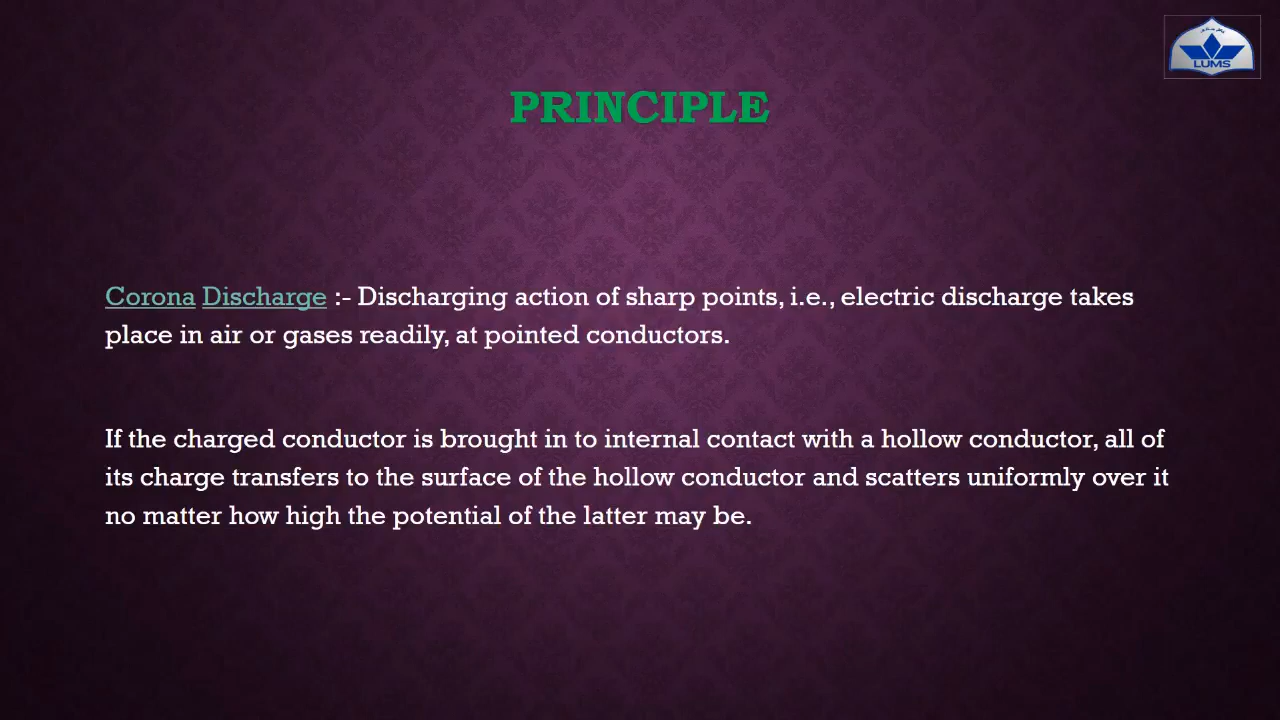 LUMS
PRINCIPLE
Corona Discharge :- Discharging action of sharp points, i.e., electric discharge takes
place in air or gases readily, at pointed conductors.
If the charged conductor is brought in to internal contact with a hollow conductor, all of
its charge transfers to the surface of the hollow conductor and scatters uniformly over it
no matter how high the potential of the latter may be.